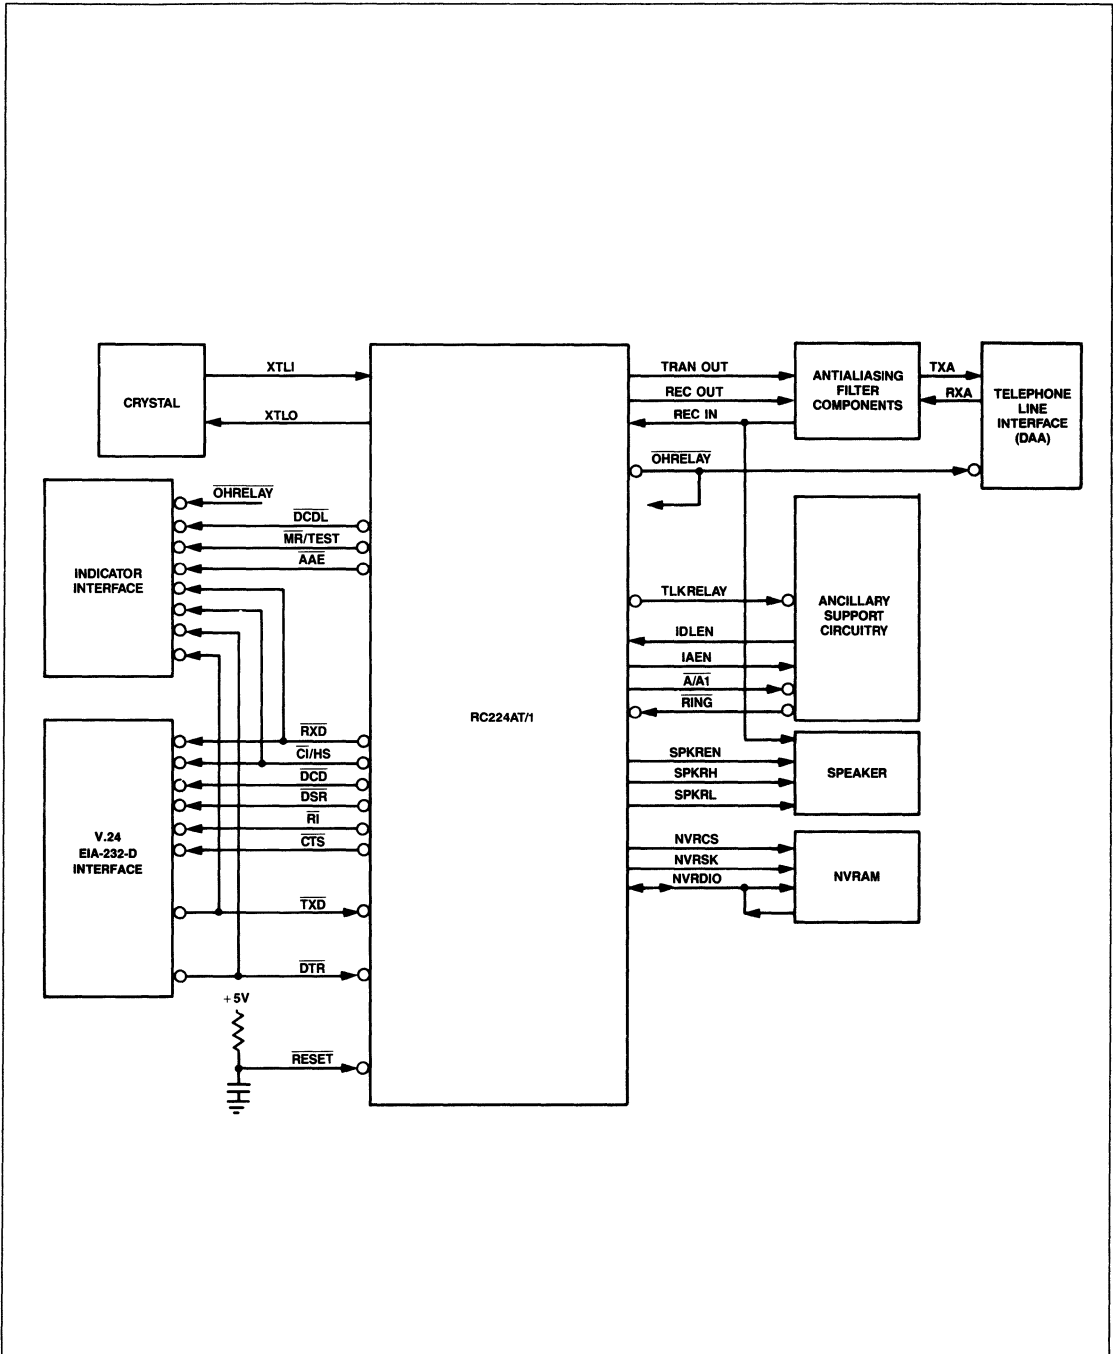 XTLI
CRYSTAL
XTLO
OHRELAY
DCDL
MR/TEST
AAE
INDICATOR
INTERFACE
RXD
CI/HS
DCD
DSR
RI
CTS
V.24
EIA-232-D
INTERFACE
TXD
DTR
+5V
RESET
RC224AT/1
TRAN OUT
REC OUT
REC IN
OHRELAY
ANTIALIASING
FILTER
COMPONENTS
TXA
RXA
TELEPHONE
LINE
INTERFACE
(DAA)
TLKRELAY
IDLEN
IAEN
A/A1
RING
ANCILLARY
SUPPORT
CIRCUITRY
SPKREN
SPKRH
SPKRL
SPEAKER
NVRCS
NVRSK
NVRDIO
NVRAM